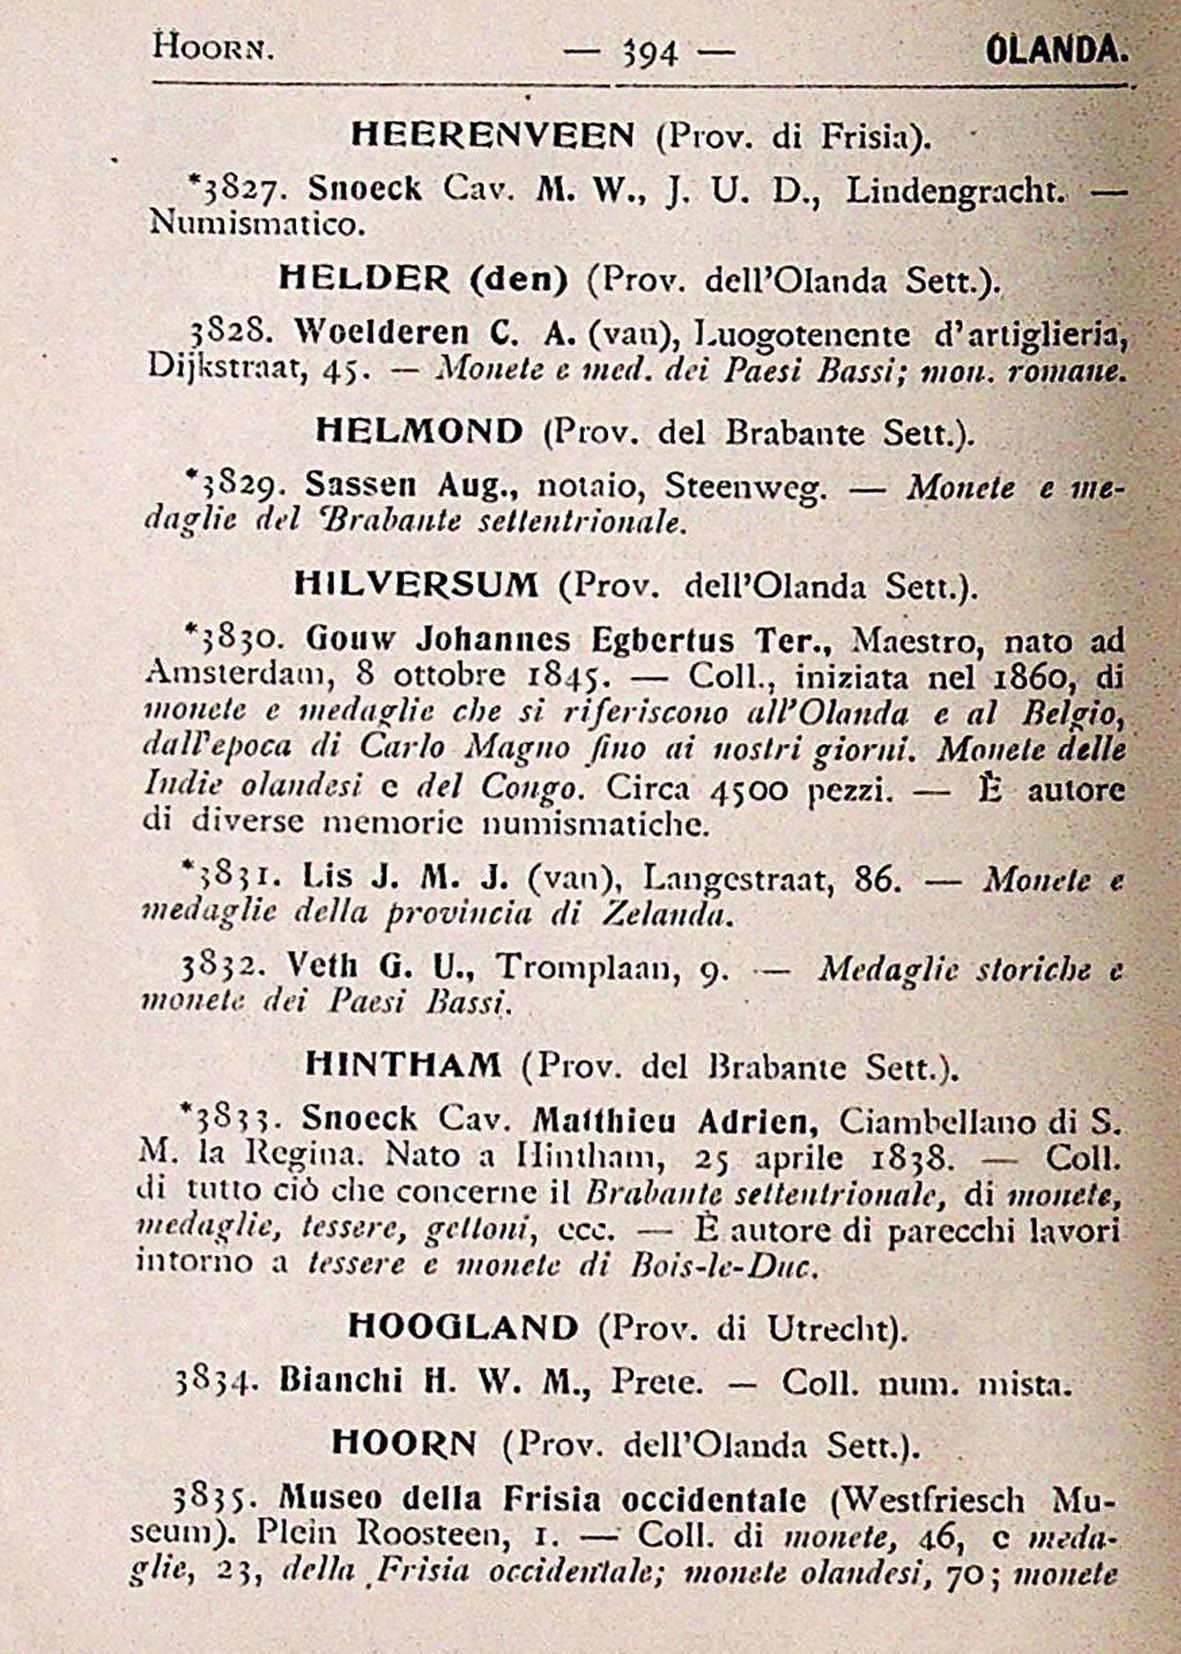 HOORN. — 394 — OLANDA.
HEERENVEEN (Prov. di Frisia).
*3827. Snoeck Cav. M. W., J. U. D., Lindengracht. —
Numismatico.
HELDER (den) (Prov. dell'Olanda Sett.).
3828. Woelderen C. A. (van), Luogotenente d'artiglieria,
Dijkstraat, 45. — Monete e med. dei Paesi Bassi; mon. romane.
HELMOND (Prov. del Brabante Sett.).
*3829. Sassen Aug., notaio, Steenweg. — Monete e me-
daglie del Brabante settentrionale.
HILVERSUM (Prov. dell'Olanda Sett.).
*3830. Gouw Johannes Egbertus Ter., Maestro, nato ad
Amsterdam, 8 ottobre 1845. — Coll., iniziata nel 1860, di
monete e medaglie che si riferiscono all'Olanda e al Belgio,
dall'epoca di Carlo Magno fino ai nostri giorni. Monete delle
Indie olandesi e del Congo. Circa 4500 pezzi. — È autore
di diverse memorie numismatiche.
*3831. Lis J. M. J. (van), Langestraat, 86. — Monete e
medaglie della provincia di Zelanda.
3832. Veth G. U., Tromplaan, 9. — Medaglie storiche e
monete dei Paesi Bassi.
HINTHAM (Prov. del Brabante Sett.).
*3833. Snoeck Cav. Matthieu Adrien, Ciambellano di S.
M. la Regina. Nato a Hintham, 25 aprile 1838. — Coll.
di tutto ciò che concerne il Brabante settentrionale, di monete,
medaglie, tessere, gettoni, ecc. — È autore di parecchi lavori
intorno a tessere e monete di Bois-le-Duc.
HOOGLAND (Prov. di Utrecht).
3834. Bianchi H. W. M., Prete. — Coll. num. mista.
HOORN (Prov. dell'Olanda Sett.).
3835. Museo della Frisia occidentale (Westfriesch Mu-
seum). Plein Roosteen, 1. — Coll. di monete, 46, e meda-
glie, 23, della Frisia occidentale; monete olandesi, 70; monete